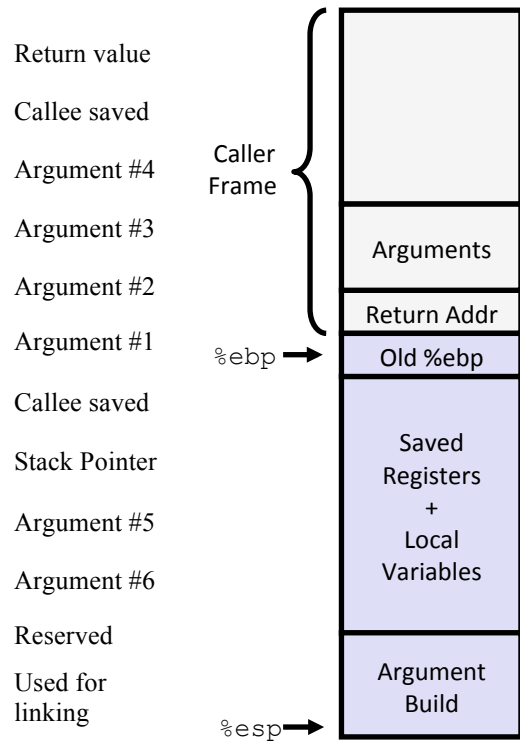 Return value
Callee saved
Argument #4
Argument #3
Argument #2
Argument #1
Callee saved
Stack Pointer
Argument #5
Argument #6
Reserved
Used for
linking
Caller
Frame
Arguments
Return Addr
%ebp
Old %ebp
Saved
Registers
+
Local
Variables
Argument
Build
%esp